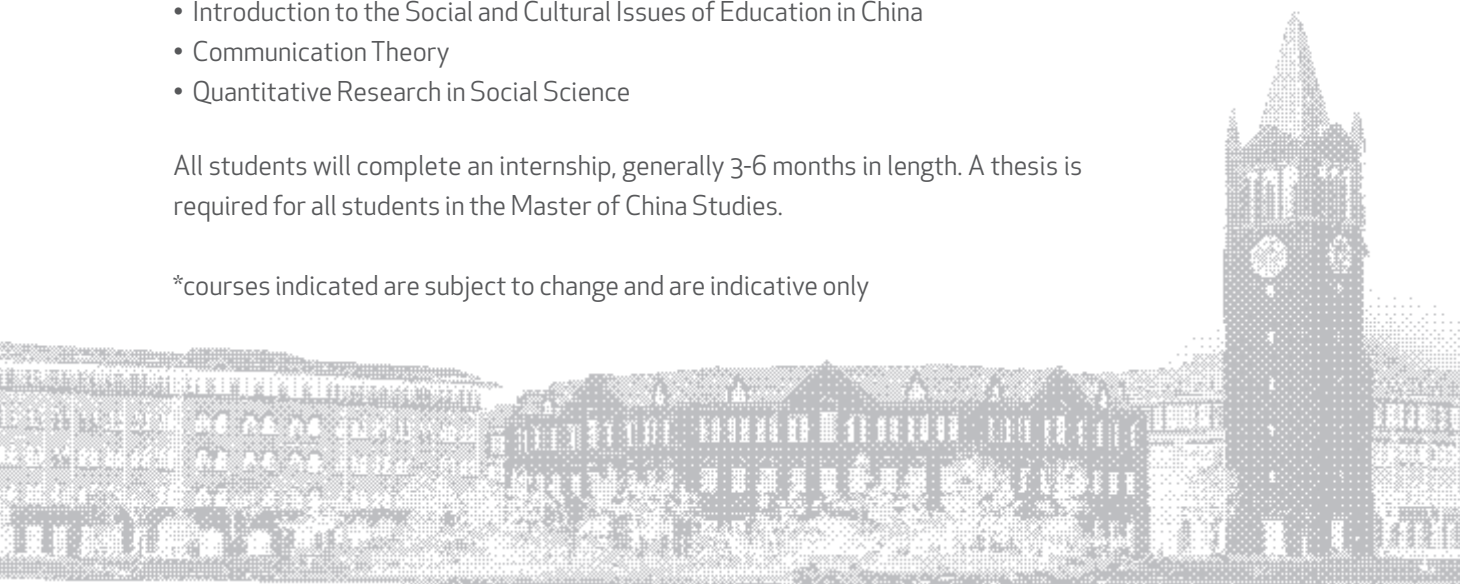 • Introduction to the Social and Cultural Issues of Education in China
• Communication Theory
• Quantitative Research in Social Science
All students will complete an internship, generally 3-6 months in length. A thesis is
required for all students in the Master of China Studies.
*courses indicated are subject to change and are indicative only